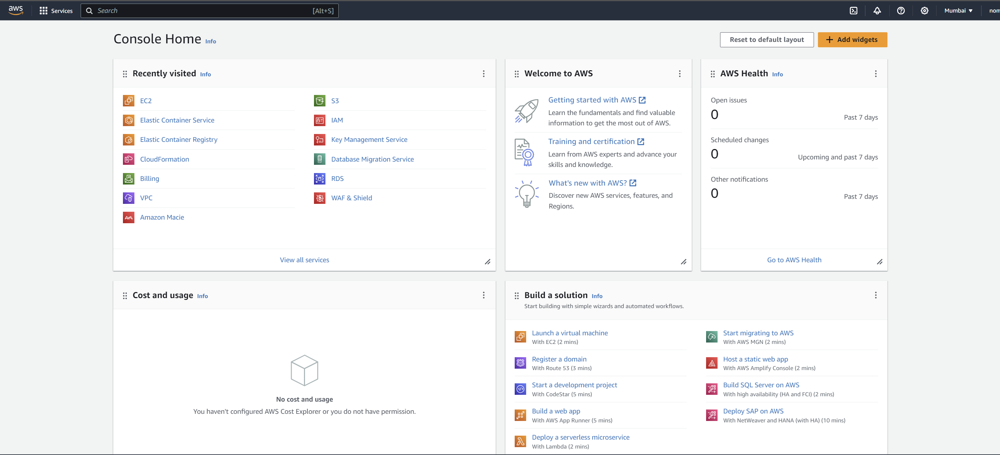 aws
Services
Search
[Alt+S]
Mumbai
nom
Console Home Info
Reset to default layout
Add widgets
Recently visited Info
EC2
Elastic Container Service
Elastic Container Registry
CloudFormation
Billing
VPC
Amazon Macie
S3
IAM
Key Management Service
Database Migration Service
RDS
WAF & Shield
View all services
Welcome to AWS
Getting started with AWS
Learn the fundamentals and find valuable
information to get the most out of AWS.
Training and certification
Learn from AWS experts and advance your
skills and knowledge.
What's new with AWS?
Discover new AWS services, features, and
Regions.
AWS Health Info
Open issues
0
Past 7 days
Scheduled changes
0
Upcoming and past 7 days
Other notifications
0
Past 7 days
Go to AWS Health
Cost and usage Info
No cost and usage
You haven't configured AWS Cost Explorer or you do not have permission.
Build a solution Info
Start building with simple wizards and automated workflows.
Launch a virtual machine
With EC2 (2 mins)
Register a domain
With Route 53 (3 mins)
Start a development project
With CodeStar (5 mins)
Build a web app
With AWS App Runner (5 mins)
Deploy a serverless microservice
With Lambda (2 mins)
Start migrating to AWS
With AWS MGN (2 mins)
Host a static web app
With AWS Amplify Console (2 mins)
Build SQL Server on AWS
With high availability (HA and FCI) (2 mins)
Deploy SAP on AWS
With NetWeaver and HANA (with HA) (10 mins)